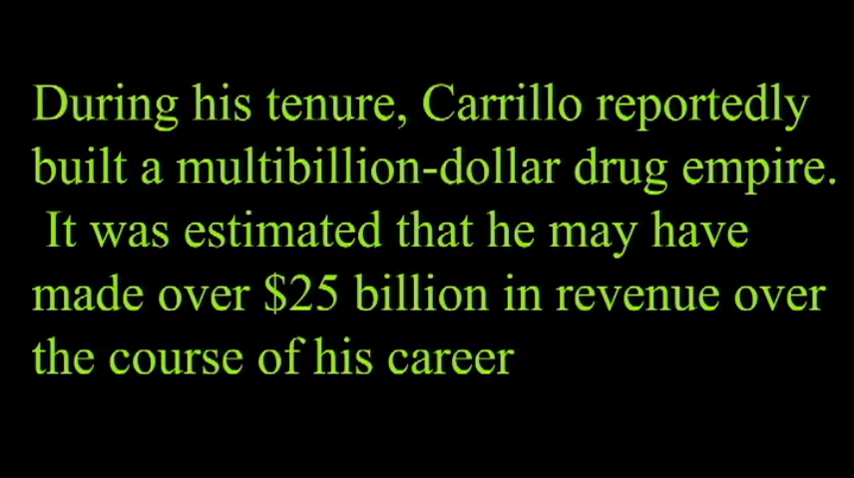 During his tenure, Carrillo reportedly
built a multibillion-dollar drug empire.
It was estimated that he may have
made over $25 billion in revenue over
the course of his career